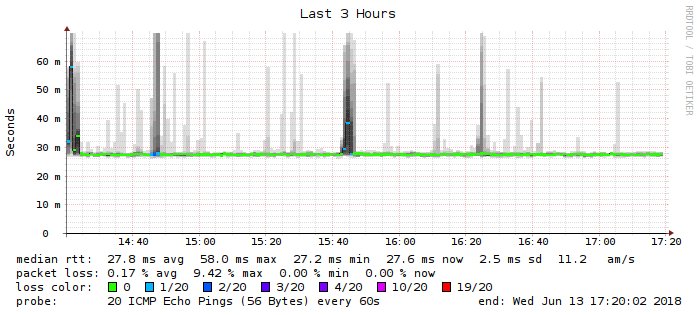 Last 3 Hours
RRDTOOL / TOBI OETIKER
Seconds
60 m
50 m
40 m
30 m
20 m
10 m
0
14:40 15:00 15:20 15:40 16:00 16:20 16:40 17:00 17:20
median rtt: 27.8 ms avg 58.0 ms max 27.2 ms min 27.6 ms now 2.5 ms sd 11.2 am/s
packet loss: 0.17 % avg 9.42 % max 0.00 % min 0.00 % now
loss color: 0 1/20 2/20 3/20 4/20 10/20 19/20
probe: 20 ICMP Echo Pings (56 Bytes) every 60s end: Wed Jun 13 17:20:02 2018